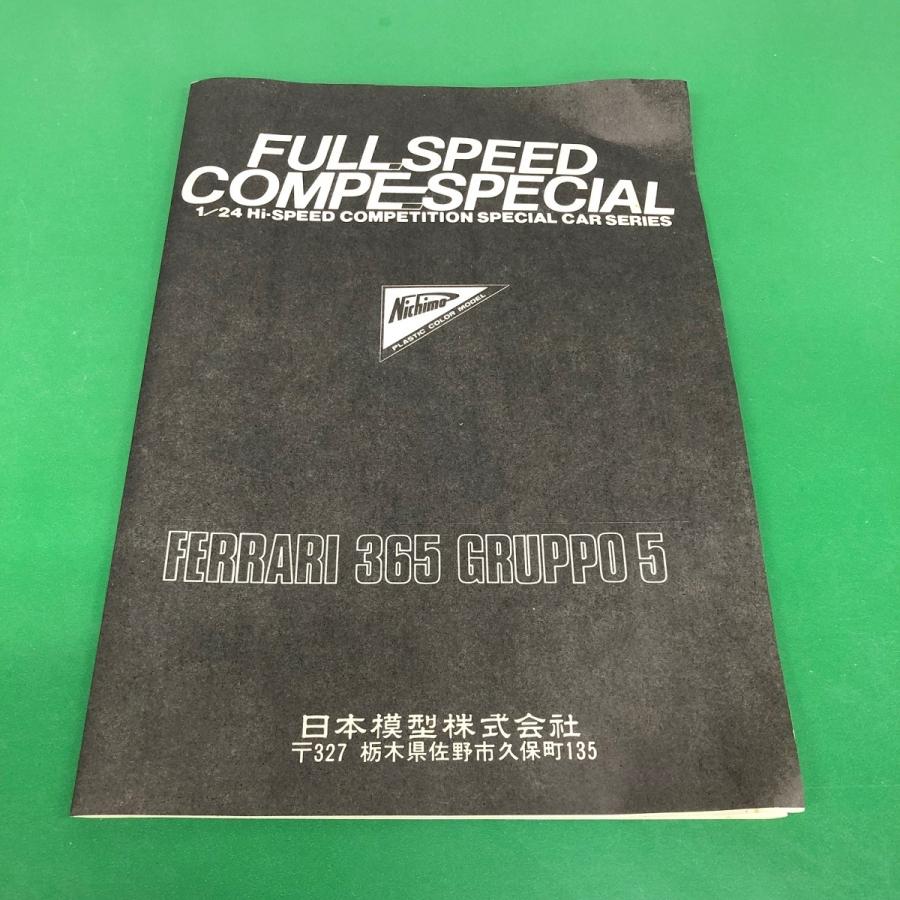 FULL SPEED
COMPE SPECIAL
1/24 Hi-SPEED COMPETITION SPECIAL CAR SERIES
Nichimo
PLASTIC COLOR MODEL
FERRARI 365 GRUPPO 5
日本模型株式会社
〒327 栃木県佐野市久保町135